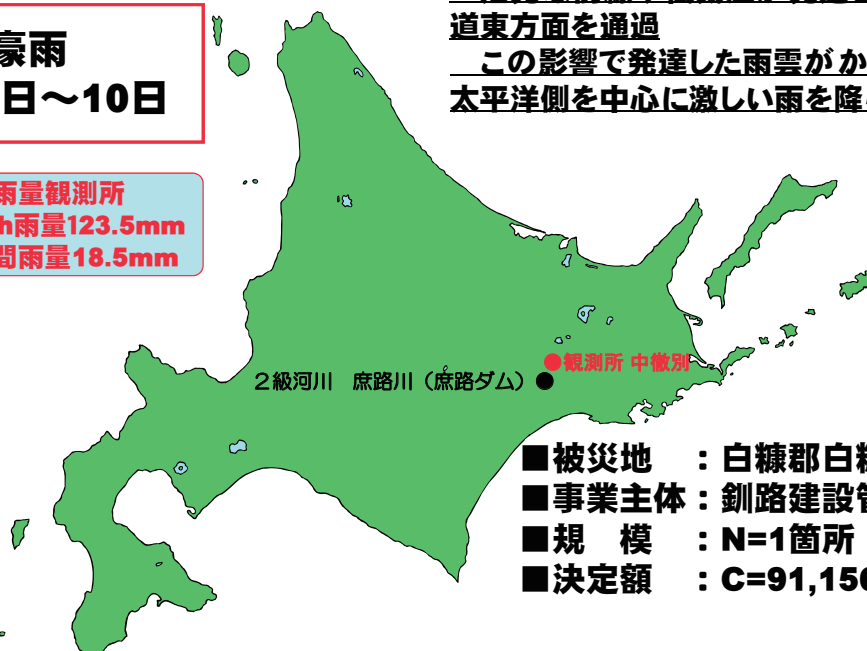 豪雨
日〜10日
道東方面を通過
この影響で発達した雨雲がか
太平洋側を中心に激しい雨を降
雨量観測所
h雨量123.5mm
間雨量18.5mm
●観測所 中徹別
2級河川　庶路川（庶路ダム）●
■被災地　：白糠郡白糠
■事業主体：釧路建設管
■規　模　：N=1箇所
■決定額　：C=91,150